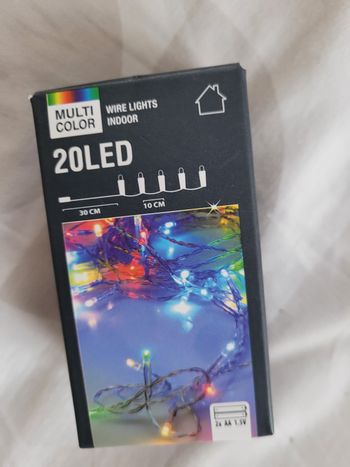 MULTI
COLOR
WIRE LIGHTS
INDOOR
20LED
30 CM
10 CM
2x AA 1.5V